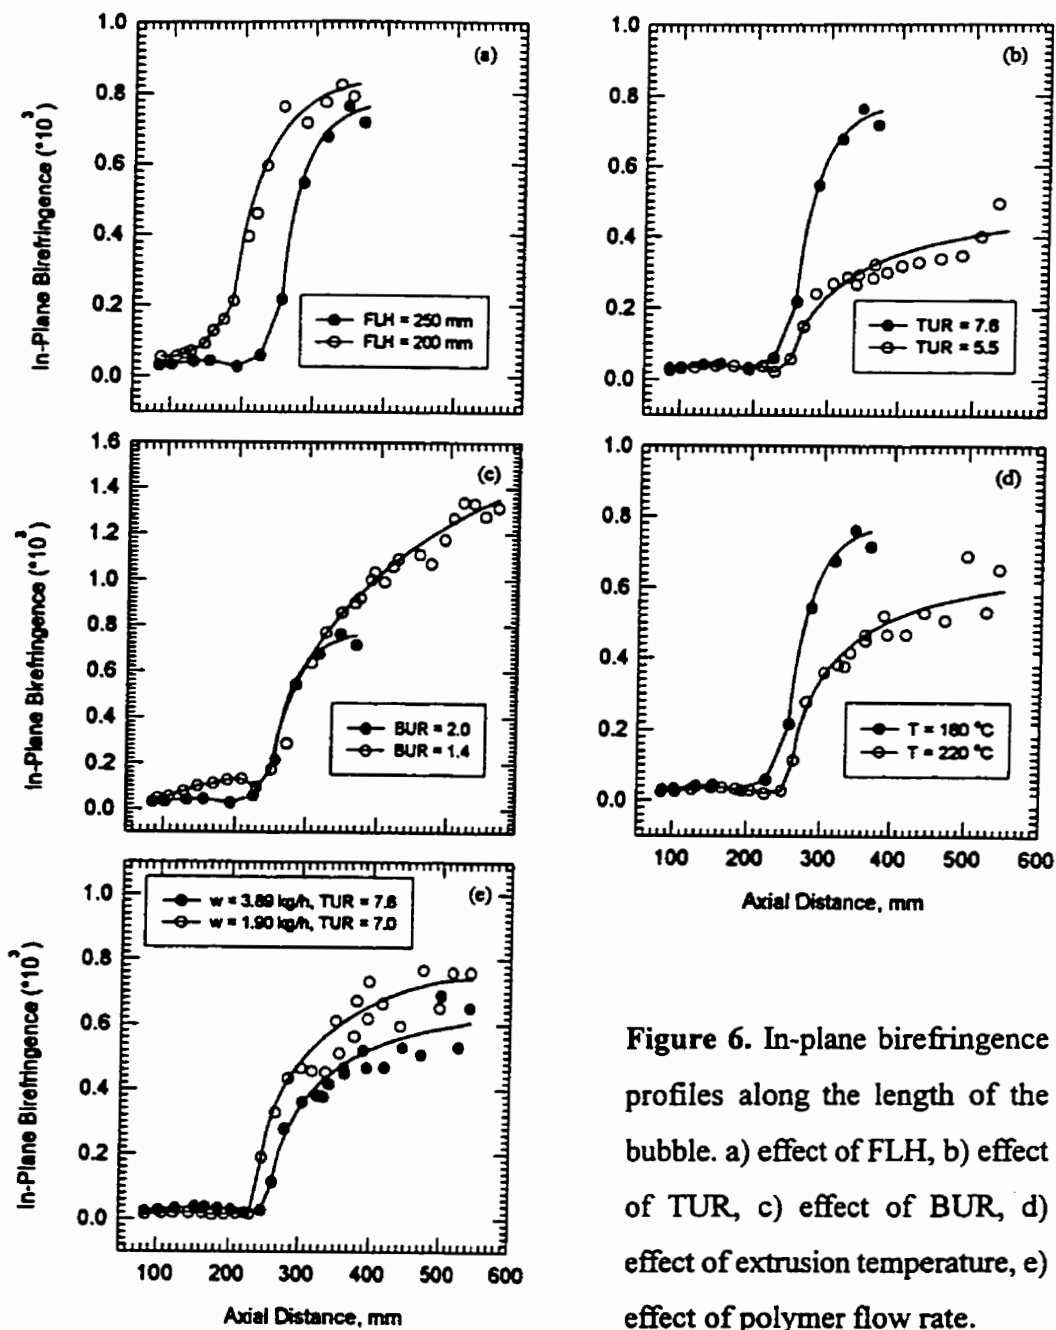 1.0
0.8
0.6
0.4
0.2
0.0
In-Plane Birefringence (*10³)
(a)
FLH = 250 mm
FLH = 200 mm
1.0
0.8
0.6
0.4
0.2
0.0
(b)
TUR = 7.6
TUR = 5.5
1.6
1.4
1.2
1.0
0.8
0.6
0.4
0.2
0.0
In-Plane Birefringence (*10³)
(c)
BUR = 2.0
BUR = 1.4
1.0
0.8
0.6
0.4
0.2
0.0
(d)
T = 180 °C
T = 220 °C
100 200 300 400 500 600
Axial Distance, mm
1.0
0.8
0.6
0.4
0.2
0.0
In-Plane Birefringence (*10³)
(e)
w = 3.89 kg/h, TUR = 7.6
w = 1.90 kg/h, TUR = 7.0
100 200 300 400 500 600
Axial Distance, mm
Figure 6. In-plane birefringence
profiles along the length of the
bubble. a) effect of FLH, b) effect
of TUR, c) effect of BUR, d)
effect of extrusion temperature, e)
effect of polymer flow rate.